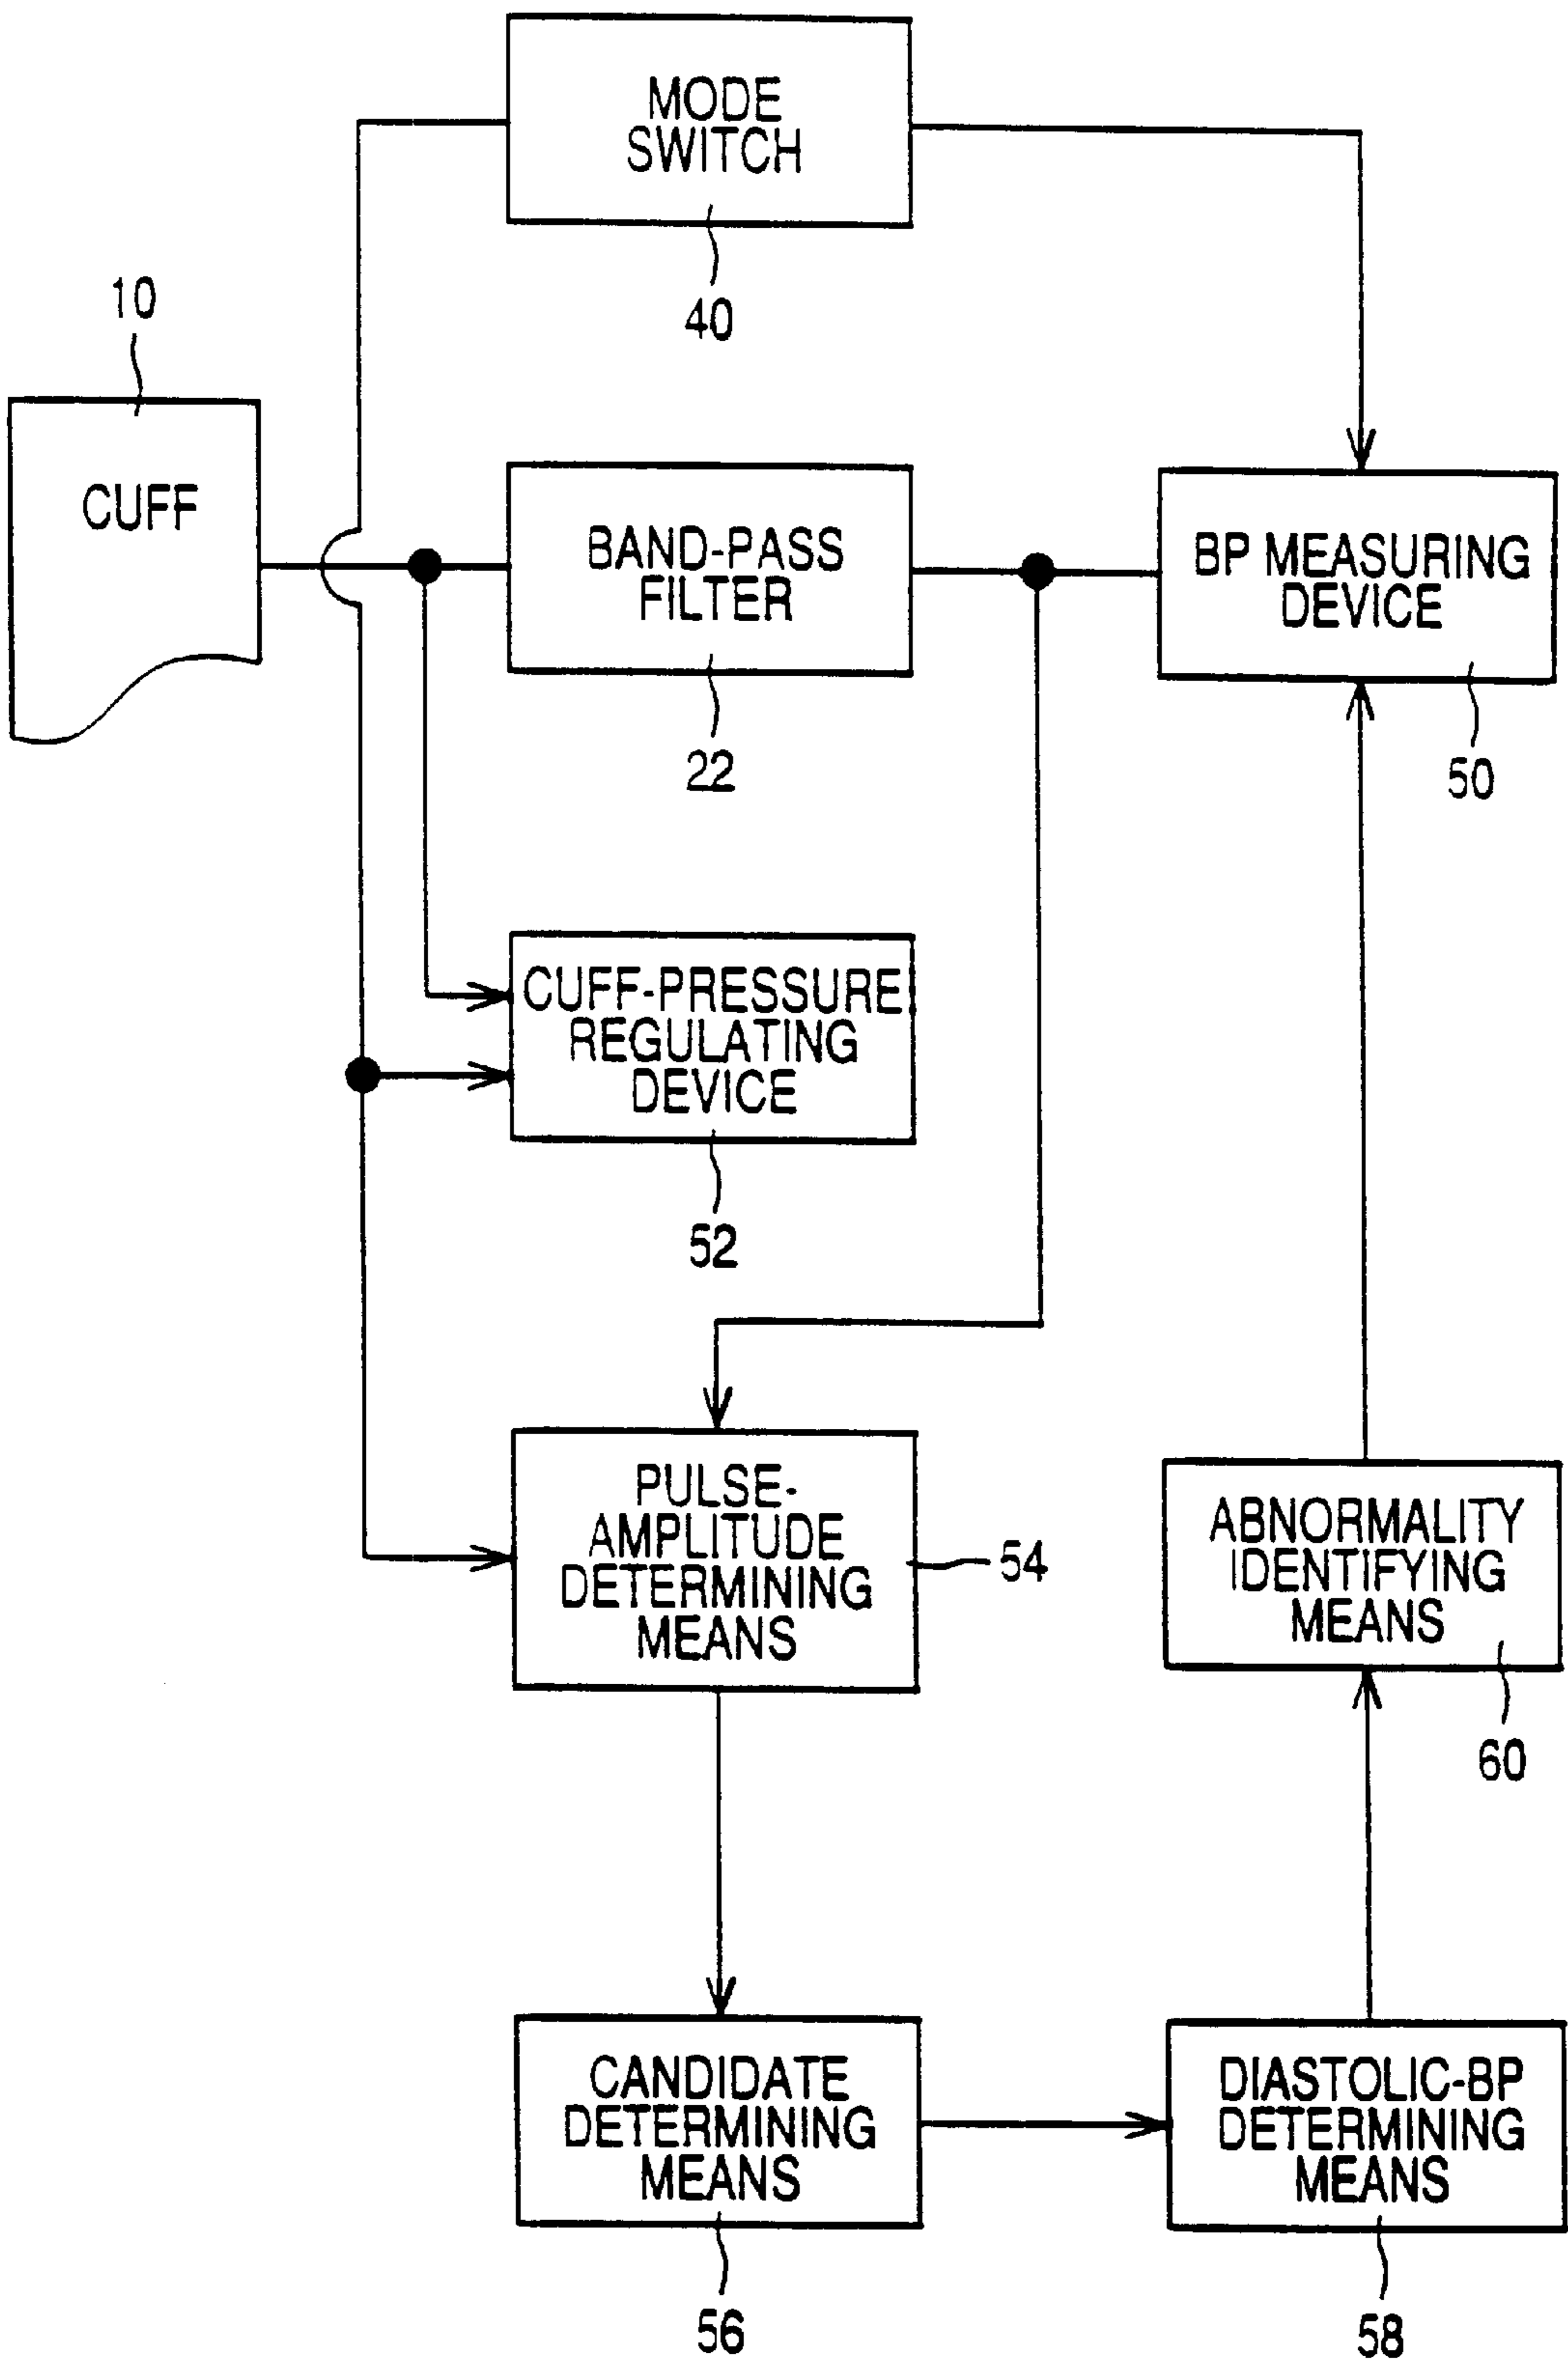 MODE
SWITCH
40
10
CUFF
BAND-PASS
FILTER
22
BP MEASURING
DEVICE
50
CUFF-PRESSURE
REGULATING
DEVICE
52
PULSE-
AMPLITUDE
DETERMINING
MEANS
54
ABNORMALITY
IDENTIFYING
MEANS
60
CANDIDATE
DETERMINING
MEANS
56
DIASTOLIC-BP
DETERMINING
MEANS
58